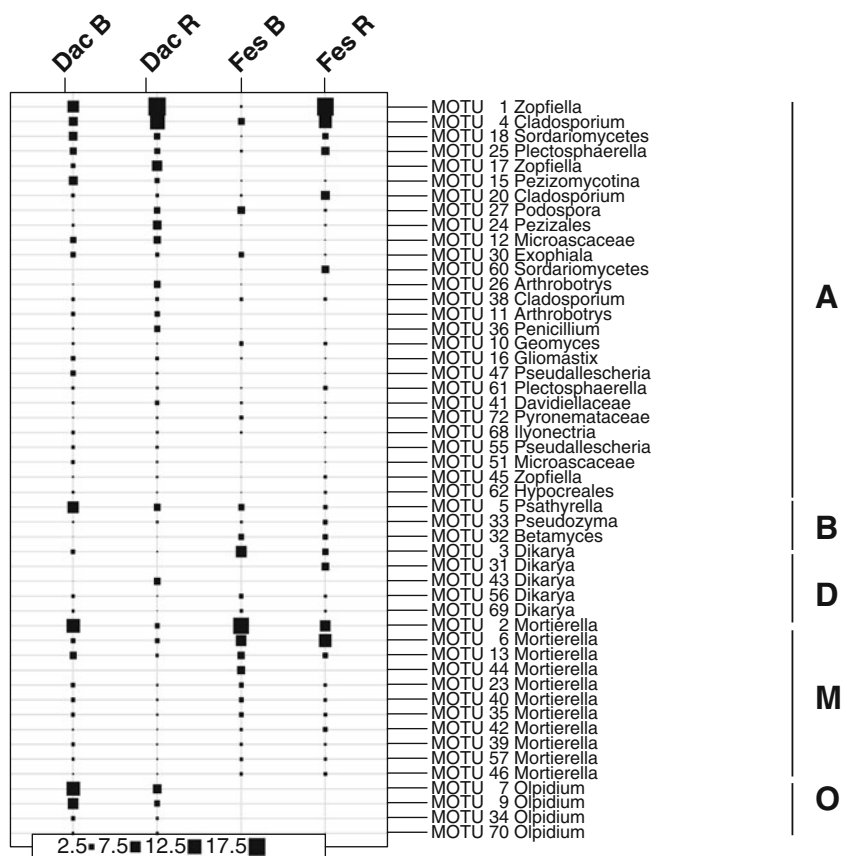 Dac B
Dac R
Fes B
Fes R
MOTU 1 Zopfiella
MOTU 4 Cladosporium
MOTU 18 Sordariomycetes
MOTU 25 Plectosphaerella
MOTU 17 Zopfiella
MOTU 15 Pezizomycotina
MOTU 20 Cladosporium
MOTU 27 Podospora
MOTU 24 Pezizales
MOTU 12 Microascaceae
MOTU 30 Exophiala
MOTU 60 Sordariomycetes
MOTU 26 Arthrobotrys
MOTU 38 Cladosporium
MOTU 11 Arthrobotrys
MOTU 36 Penicillium
MOTU 10 Geomyces
MOTU 16 Gliomastix
MOTU 47 Pseudallescheria
MOTU 61 Plectosphaerella
MOTU 41 Davidiellaceae
MOTU 72 Pyronemataceae
MOTU 68 Ilyonectria
MOTU 55 Pseudallescheria
MOTU 51 Microascaceae
MOTU 45 Zopfiella
MOTU 62 Hypocreales
A
MOTU 5 Psathyrella
MOTU 33 Pseudozyma
MOTU 32 Betamyces
B
MOTU 3 Dikarya
MOTU 31 Dikarya
MOTU 43 Dikarya
MOTU 56 Dikarya
MOTU 69 Dikarya
D
MOTU 2 Mortierella
MOTU 6 Mortierella
MOTU 13 Mortierella
MOTU 44 Mortierella
MOTU 23 Mortierella
MOTU 40 Mortierella
MOTU 35 Mortierella
MOTU 42 Mortierella
MOTU 39 Mortierella
MOTU 57 Mortierella
MOTU 46 Mortierella
M
MOTU 7 Olpidium
MOTU 9 Olpidium
MOTU 34 Olpidium
MOTU 70 Olpidium
O
2.5 7.5 12.5 17.5